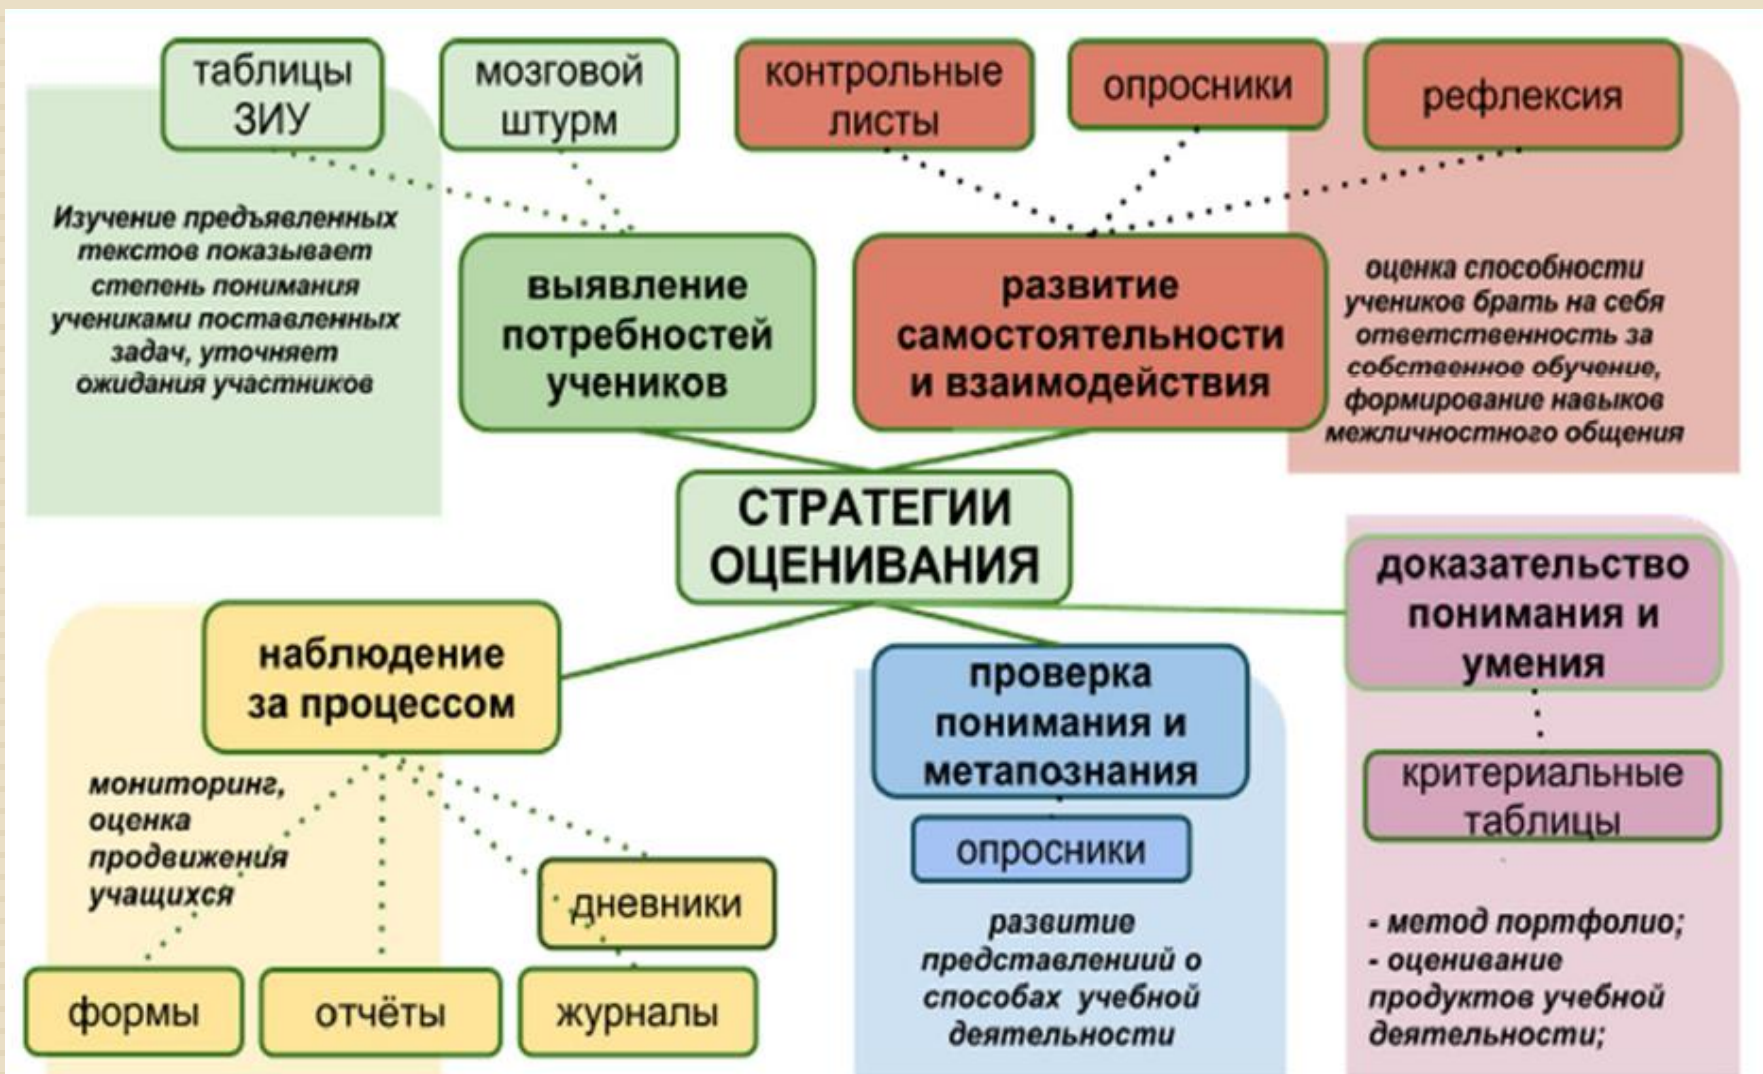 таблицы
ЗИУ
мозговой
штурм
контрольные
листы
опросники
рефлексия
Изучение предъявленных
текстов показывает
степень понимания
учениками поставленных
задач, уточняет
ожидания участников
выявление
потребностей
учеников
развитие
самостоятельности
и взаимодействия
оценка способности
учеников брать на себя
ответственность за
собственное обучение,
формирование навыков
межличностного общения
СТРАТЕГИИ
ОЦЕНИВАНИЯ
наблюдение
за процессом
мониторинг,
оценка
продвижения
учащихся
дневники
формы
отчёты
журналы
проверка
понимания и
метапознания
опросники
развитие
представлениий о
способах учебной
деятельности
доказательство
понимания и
умения
критериальные
таблицы
- метод портфолио;
- оценивание
продуктов учебной
деятельности;